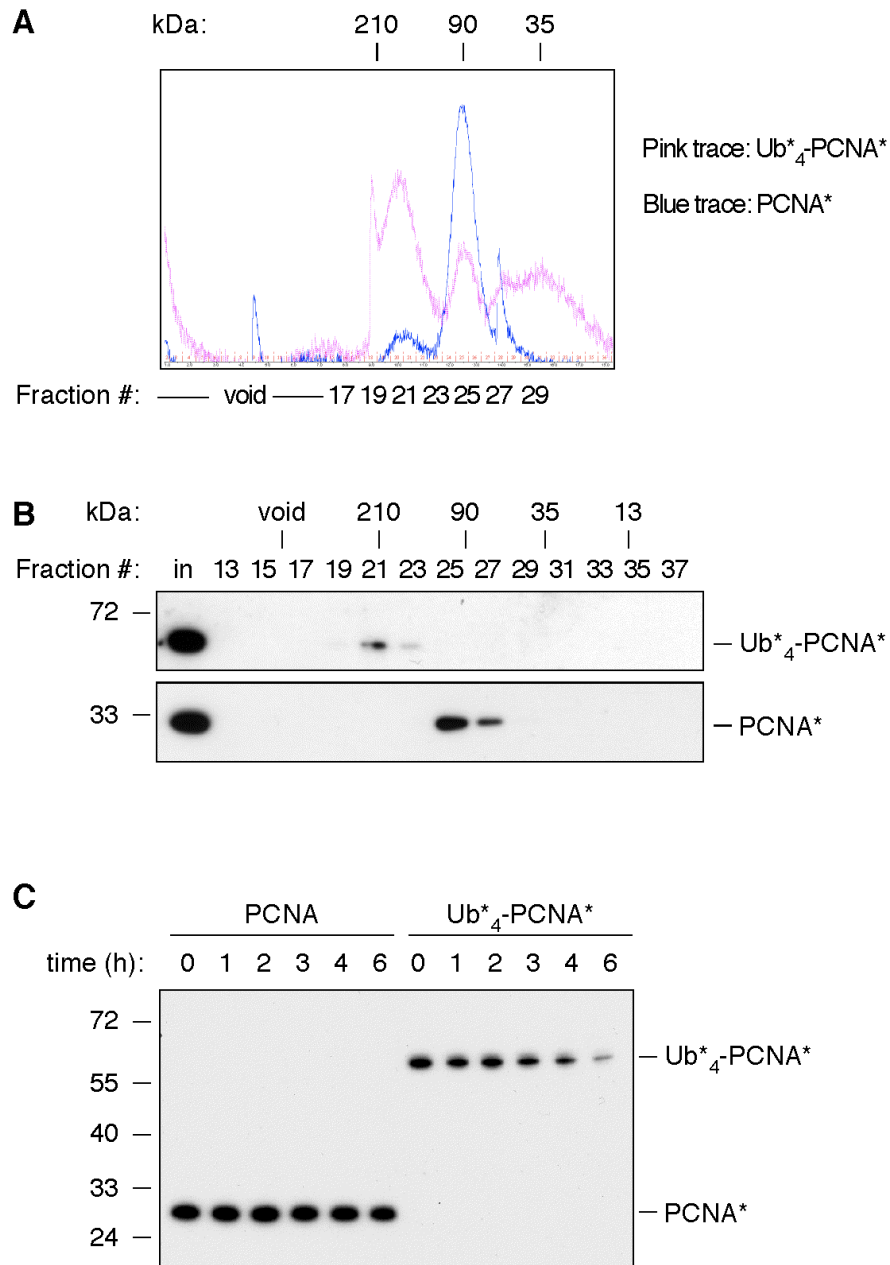 A
kDa: 210 90 35
Pink trace: Ub*4-PCNA*
Blue trace: PCNA*
Fraction #: void 17 19 21 23 25 27 29
B
kDa: void 210 90 35 13
Fraction #: in 13 15 17 19 21 23 25 27 29 31 33 35 37
72
Ub*4-PCNA*
33
PCNA*
C
PCNA Ub*4-PCNA*
time (h): 0 1 2 3 4 6 0 1 2 3 4 6
72
Ub*4-PCNA*
55
40
33
PCNA*
24